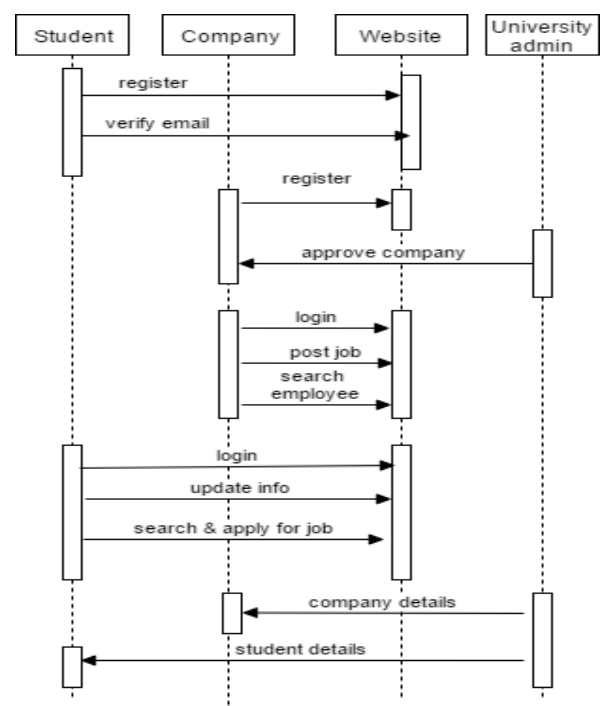 Student
Company
Website
University
admin
register
verify email
register
approve company
login
post job
search
employee
login
update info
search & apply for job
company details
student details